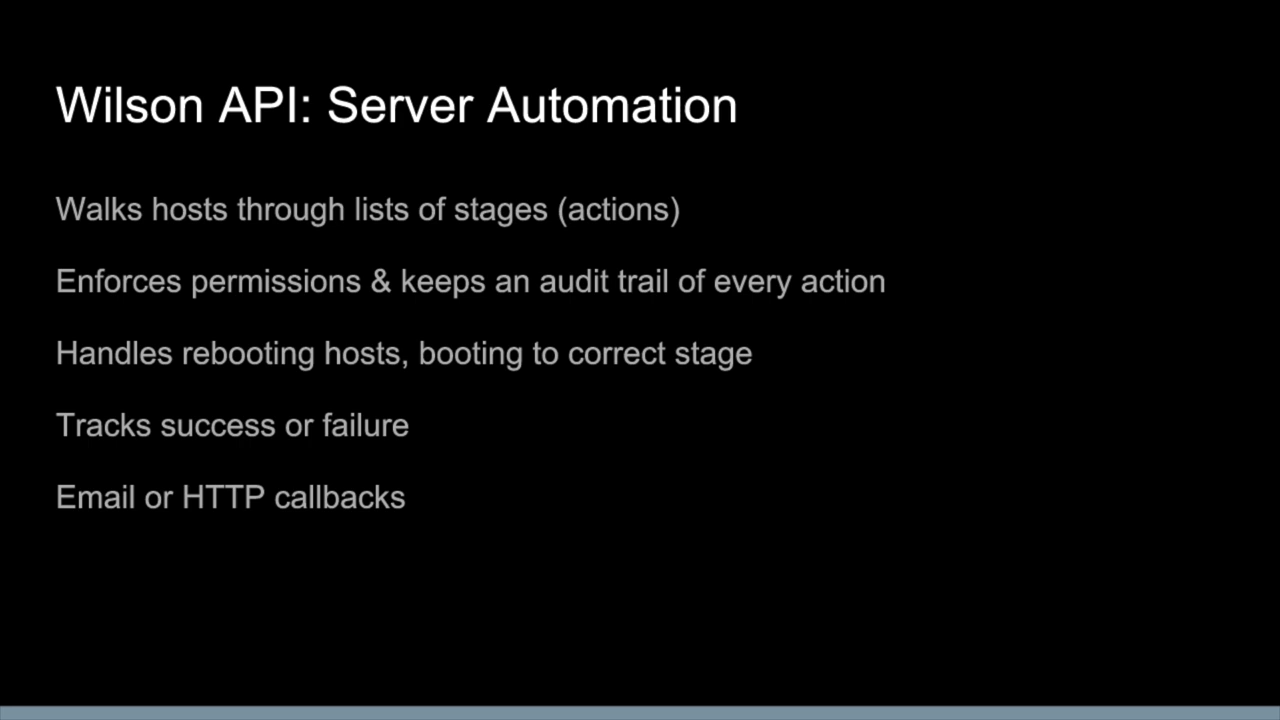 Wilson API: Server Automation
Walks hosts through lists of stages (actions)
Enforces permissions & keeps an audit trail of every action
Handles rebooting hosts, booting to correct stage
Tracks success or failure
Email or HTTP callbacks